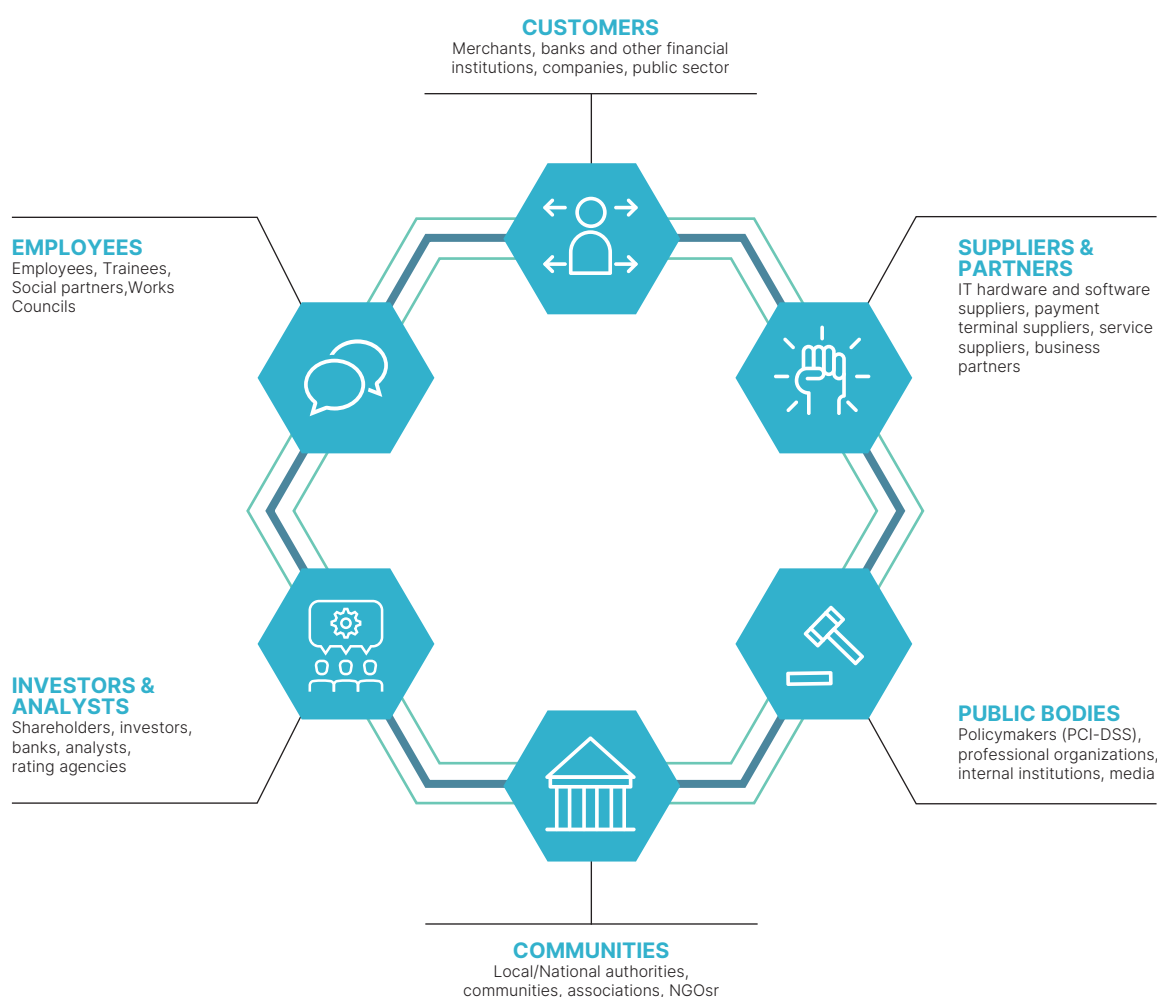 CUSTOMERS
Merchants, banks and other financial
institutions, companies, public sector
EMPLOYEES
Employees, Trainees,
Social partners,Works
Councils
SUPPLIERS &
PARTNERS
IT hardware and software
suppliers, payment
terminal suppliers, service
suppliers, business
partners
INVESTORS &
ANALYSTS
Shareholders, investors,
banks, analysts,
rating agencies
PUBLIC BODIES
Policymakers (PCI-DSS),
professional organizations,
internal institutions, media
COMMUNITIES
Local/National authorities,
communities, associations, NGOsr